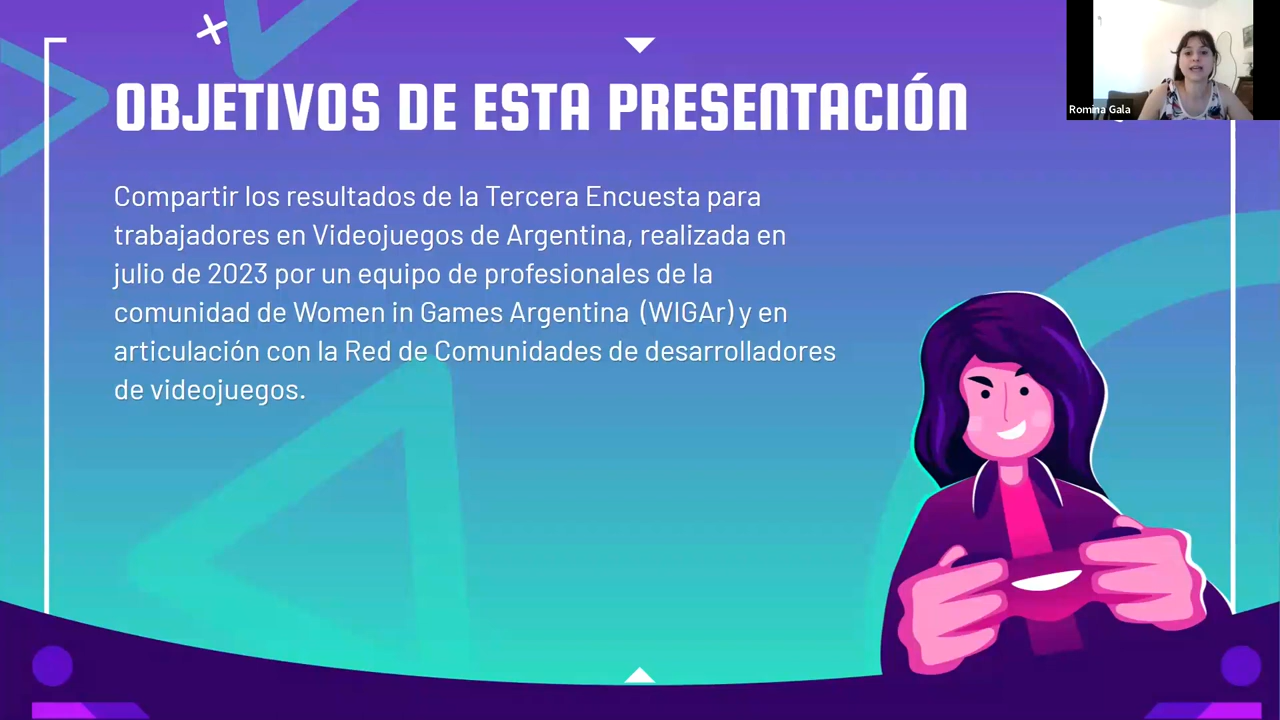 OBJETIVOS DE ESTA PRESENTACIÓN
Romina Gala
Compartir los resultados de la Tercera Encuesta para
trabajadores en Videojuegos de Argentina, realizada en
julio de 2023 por un equipo de profesionales de la
comunidad de Women in Games Argentina (WIGAr) y en
articulación con la Red de Comunidades de desarrolladores
de videojuegos.